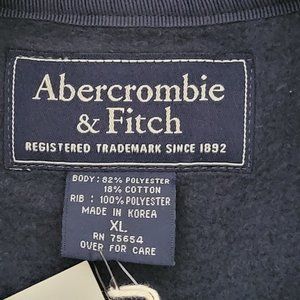 Abercrombie
& Fitch
REGISTERED TRADEMARK SINCE 1892
BODY: 82% POLYESTER
18% COTTON
RIB : 100% POLYESTER
MADE IN KOREA
XL
RN 75654
OVER FOR CARE